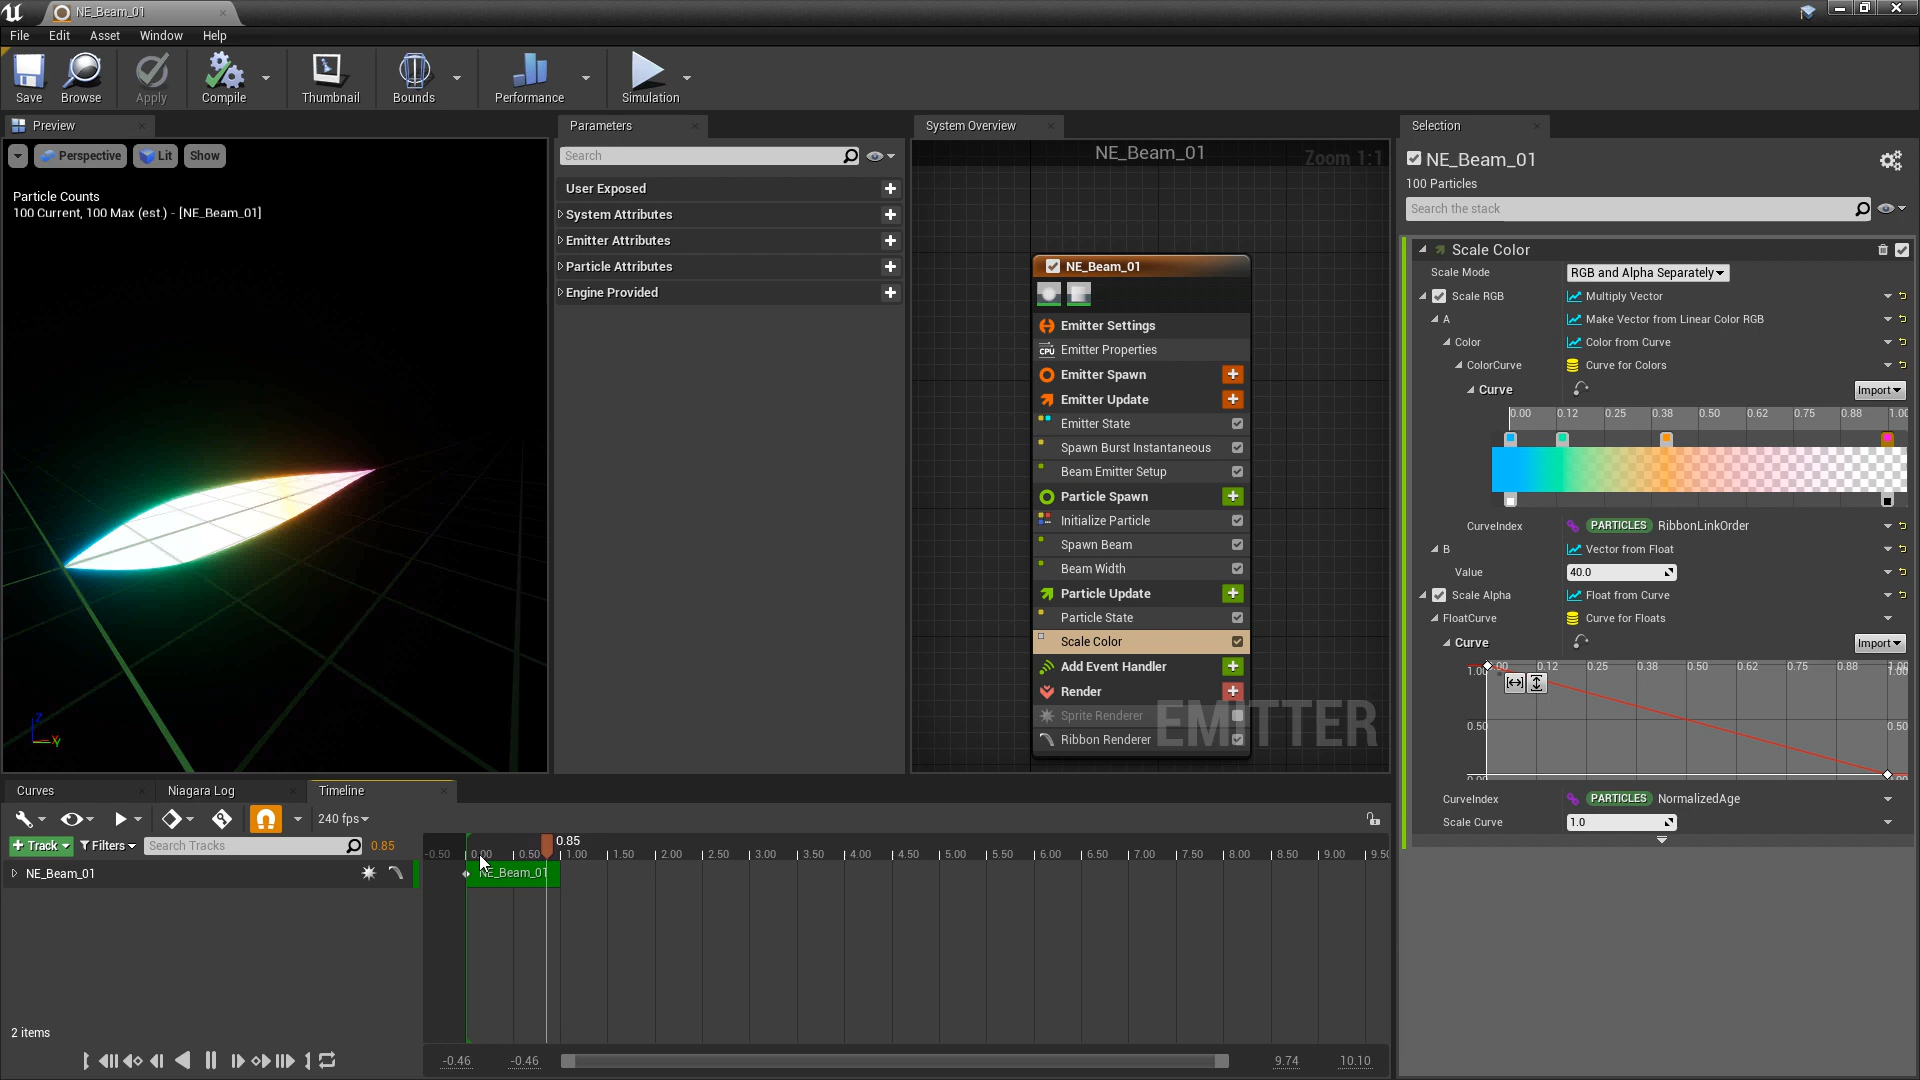 NE_Beam_01
File Edit Asset Window Help
Save Browse Apply Compile Thumbnail Bounds Performance Simulation
Preview
Perspective Lit Show
Particle Counts
100 Current, 100 Max (est.) - [NE_Beam_01]
Z
Y
Parameters
Search
User Exposed
System Attributes
Emitter Attributes
Particle Attributes
Engine Provided
System Overview
NE_Beam_01
Zoom 1:1
NE_Beam_01
Emitter Settings
CPU Emitter Properties
Emitter Spawn
Emitter Update
Emitter State
Spawn Burst Instantaneous
Beam Emitter Setup
Particle Spawn
Initialize Particle
Spawn Beam
Beam Width
Particle Update
Particle State
Scale Color
Add Event Handler
Render
Sprite Renderer
Ribbon Renderer
EMITTER
Selection
NE_Beam_01
100 Particles
Search the stack
Scale Color
Scale Mode RGB and Alpha Separately
Scale RGB Multiply Vector
A Make Vector from Linear Color RGB
Color Color from Curve
ColorCurve Curve for Colors
Curve Import
0.00 0.12 0.25 0.38 0.50 0.62 0.75 0.88 1.00
CurveIndex PARTICLES RibbonLinkOrder
B Vector from Float
Value 40.0
Scale Alpha Float from Curve
FloatCurve Curve for Floats
Curve Import
0.12 0.25 0.38 0.50 0.62 0.75 0.88 1.00
1.00 1.00
0.50 0.50
0.00
CurveIndex PARTICLES NormalizedAge
Scale Curve 1.0
Curves Niagara Log Timeline
240 fps
+ Track Filters Search Tracks 0.85
0.85
-0.50 0.00 0.50 1.00 1.50 2.00 2.50 3.00 3.50 4.00 4.50 5.00 5.50 6.00 6.50 7.00 7.50 8.00 8.50 9.00 9.50
NE_Beam_01
NE_Beam_01
2 items
-0.46 -0.46 9.74 10.10